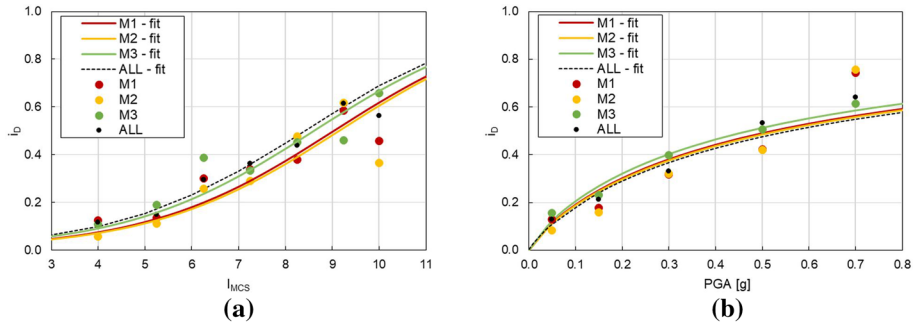 1.0
0.8
0.6
0.4
0.2
0.0
i_D
M1 - fit
M2 - fit
M3 - fit
ALL - fit
M1
M2
M3
ALL
3 4 5 6 7 8 9 10 11
I_MCS
(a)
1.0
0.8
0.6
0.4
0.2
0.0
i_D
M1 - fit
M2 - fit
M3 - fit
ALL - fit
M1
M2
M3
ALL
0.0 0.1 0.2 0.3 0.4 0.5 0.6 0.7 0.8
PGA [g]
(b)